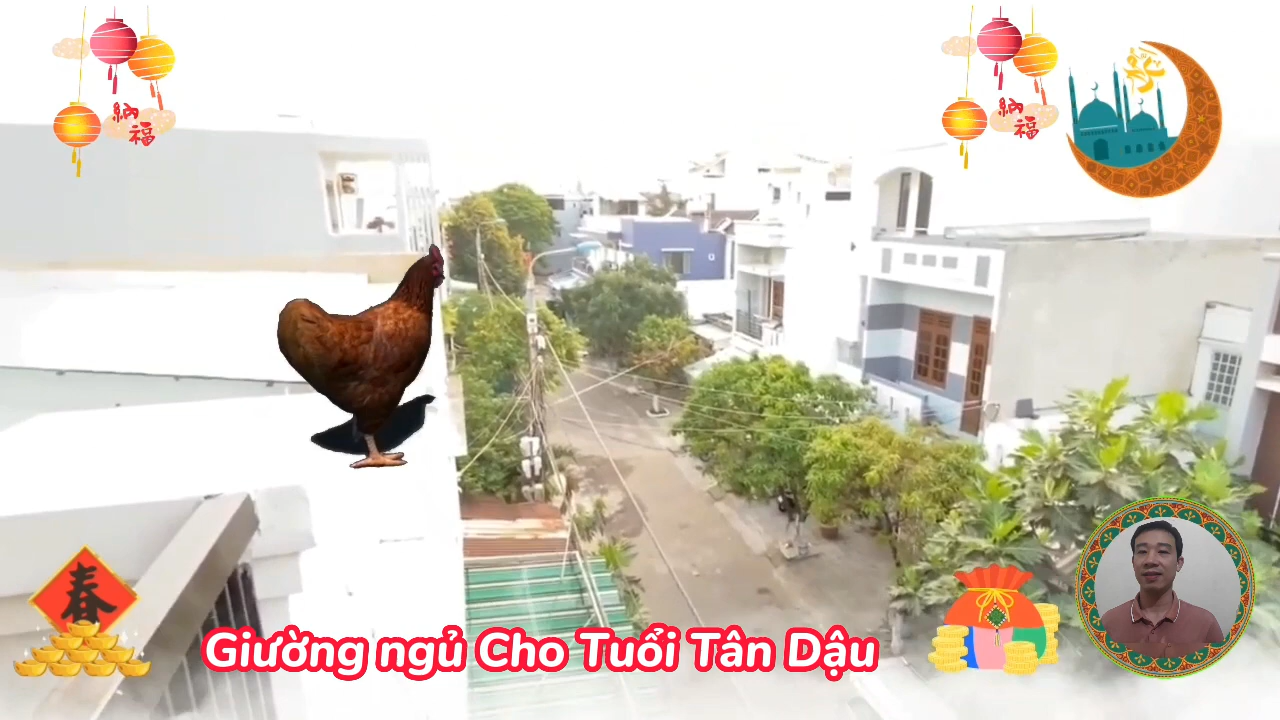 納福
納福
春
Giường ngủ Cho Tuổi Tân Dậu